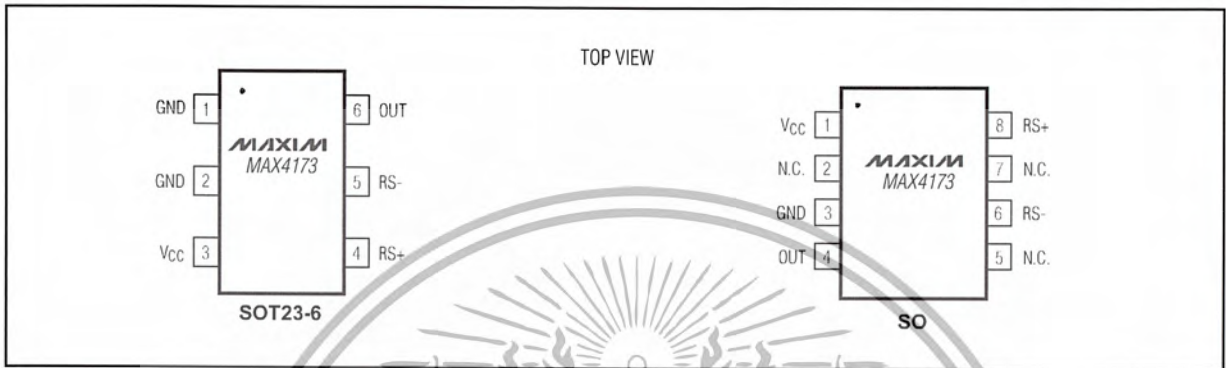 TOP VIEW
GND 1
GND 2
VCC 3
MAXIM
MAX4173
6 OUT
5 RS-
4 RS+
SOT23-6
VCC 1
N.C. 2
GND 3
OUT 4
MAXIM
MAX4173
8 RS+
7 N.C.
6 RS-
5 N.C.
SO